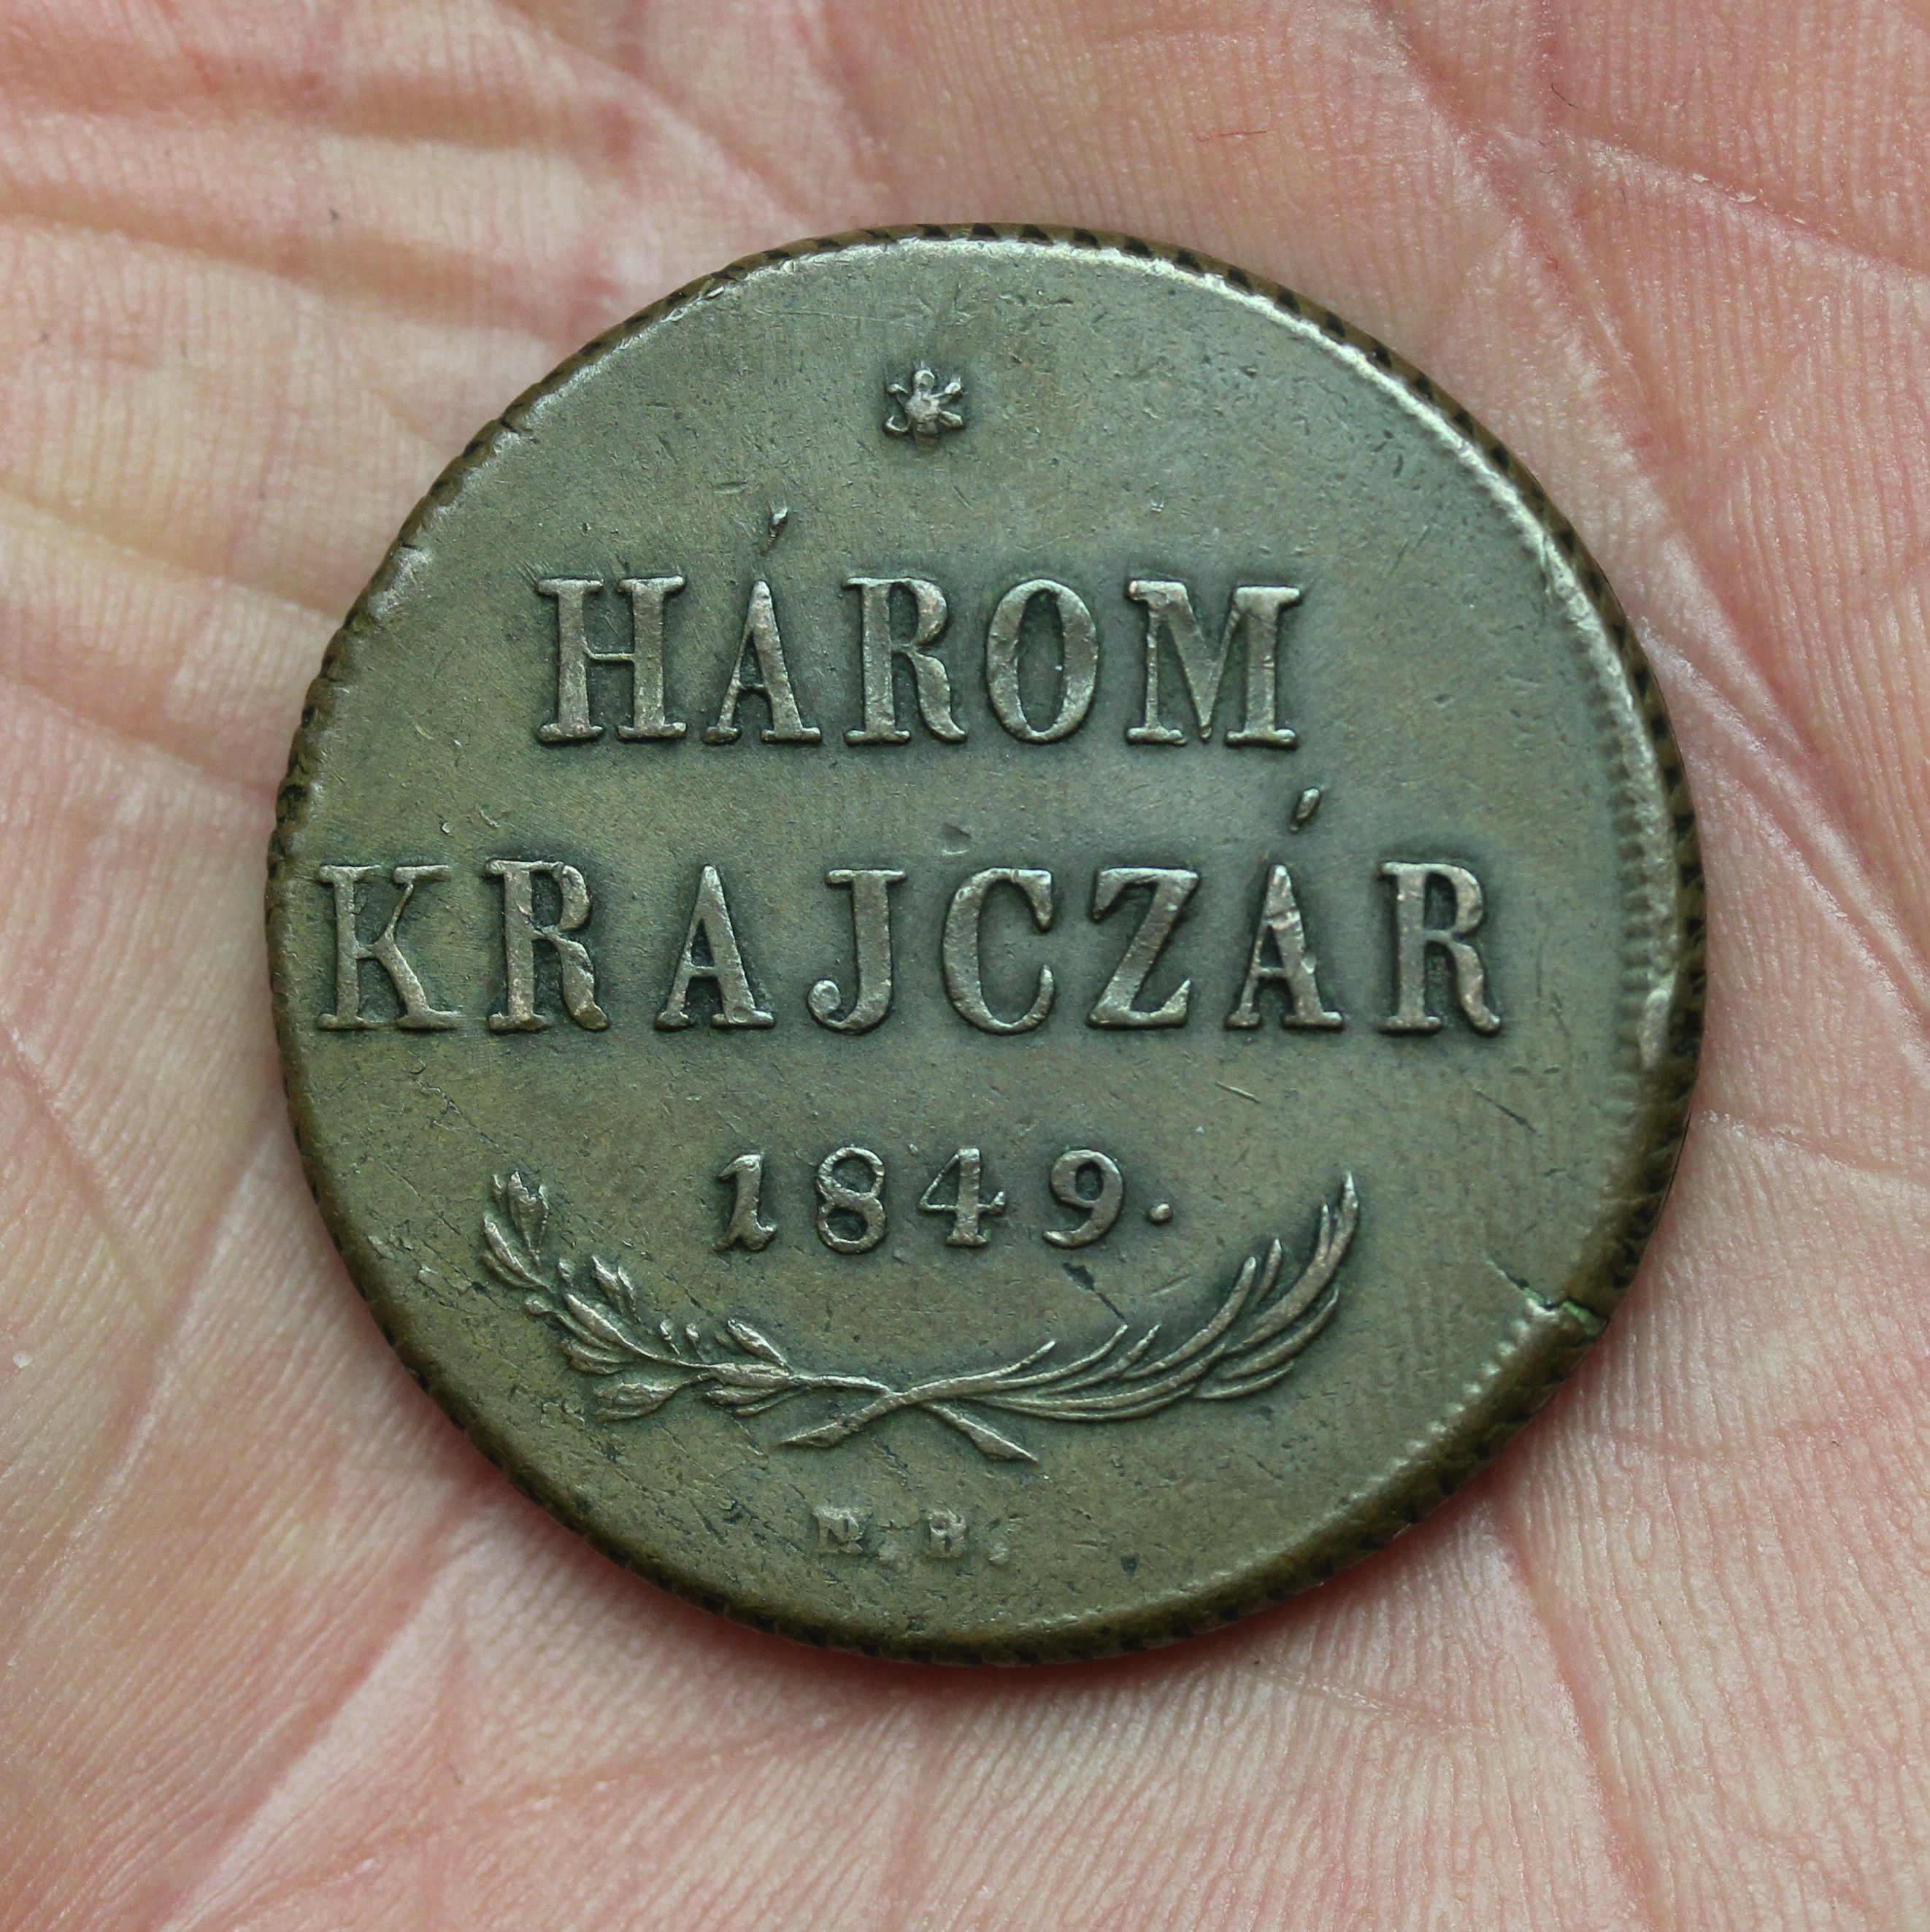 HÁROM
KRAJCZÁR
1849.
N. B.